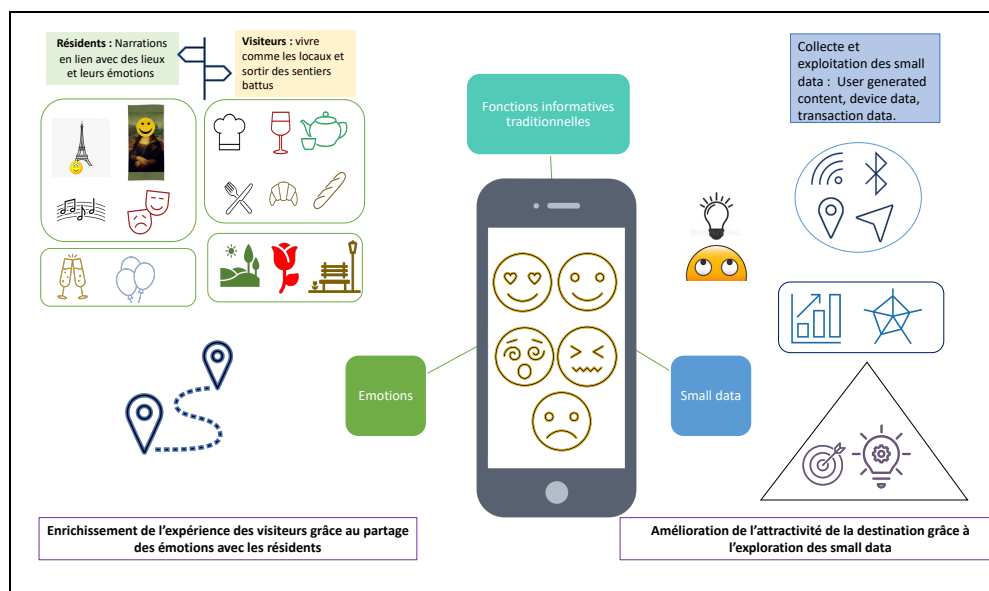 Résidents : Narrations
en lien avec des lieux
et leurs émotions
Visiteurs : vivre
comme les locaux et
sortir des sentiers
battus
Fonctions informatives
traditionnelles
Collecte et
exploitation des small
data :  User generated
content, device data,
transaction data.
Emotions
Small data
Enrichissement de l’expérience des visiteurs grâce au partage
des émotions avec les résidents
Amélioration de l’attractivité de la destination grâce à
l’exploration des small data